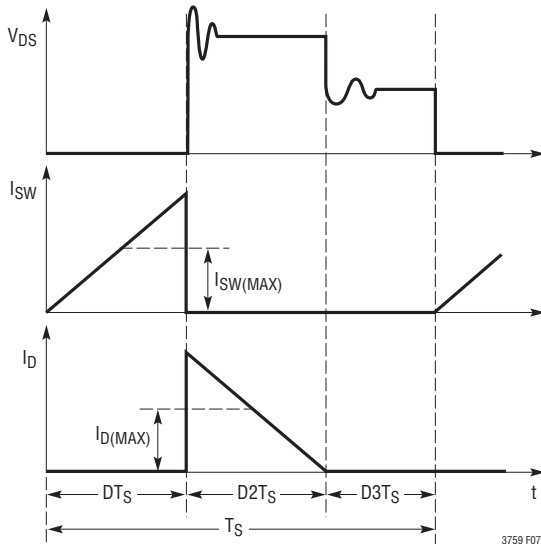 VDS
ISW
ISW(MAX)
ID
ID(MAX)
DTS
D2TS
D3TS
t
TS
3759 F07